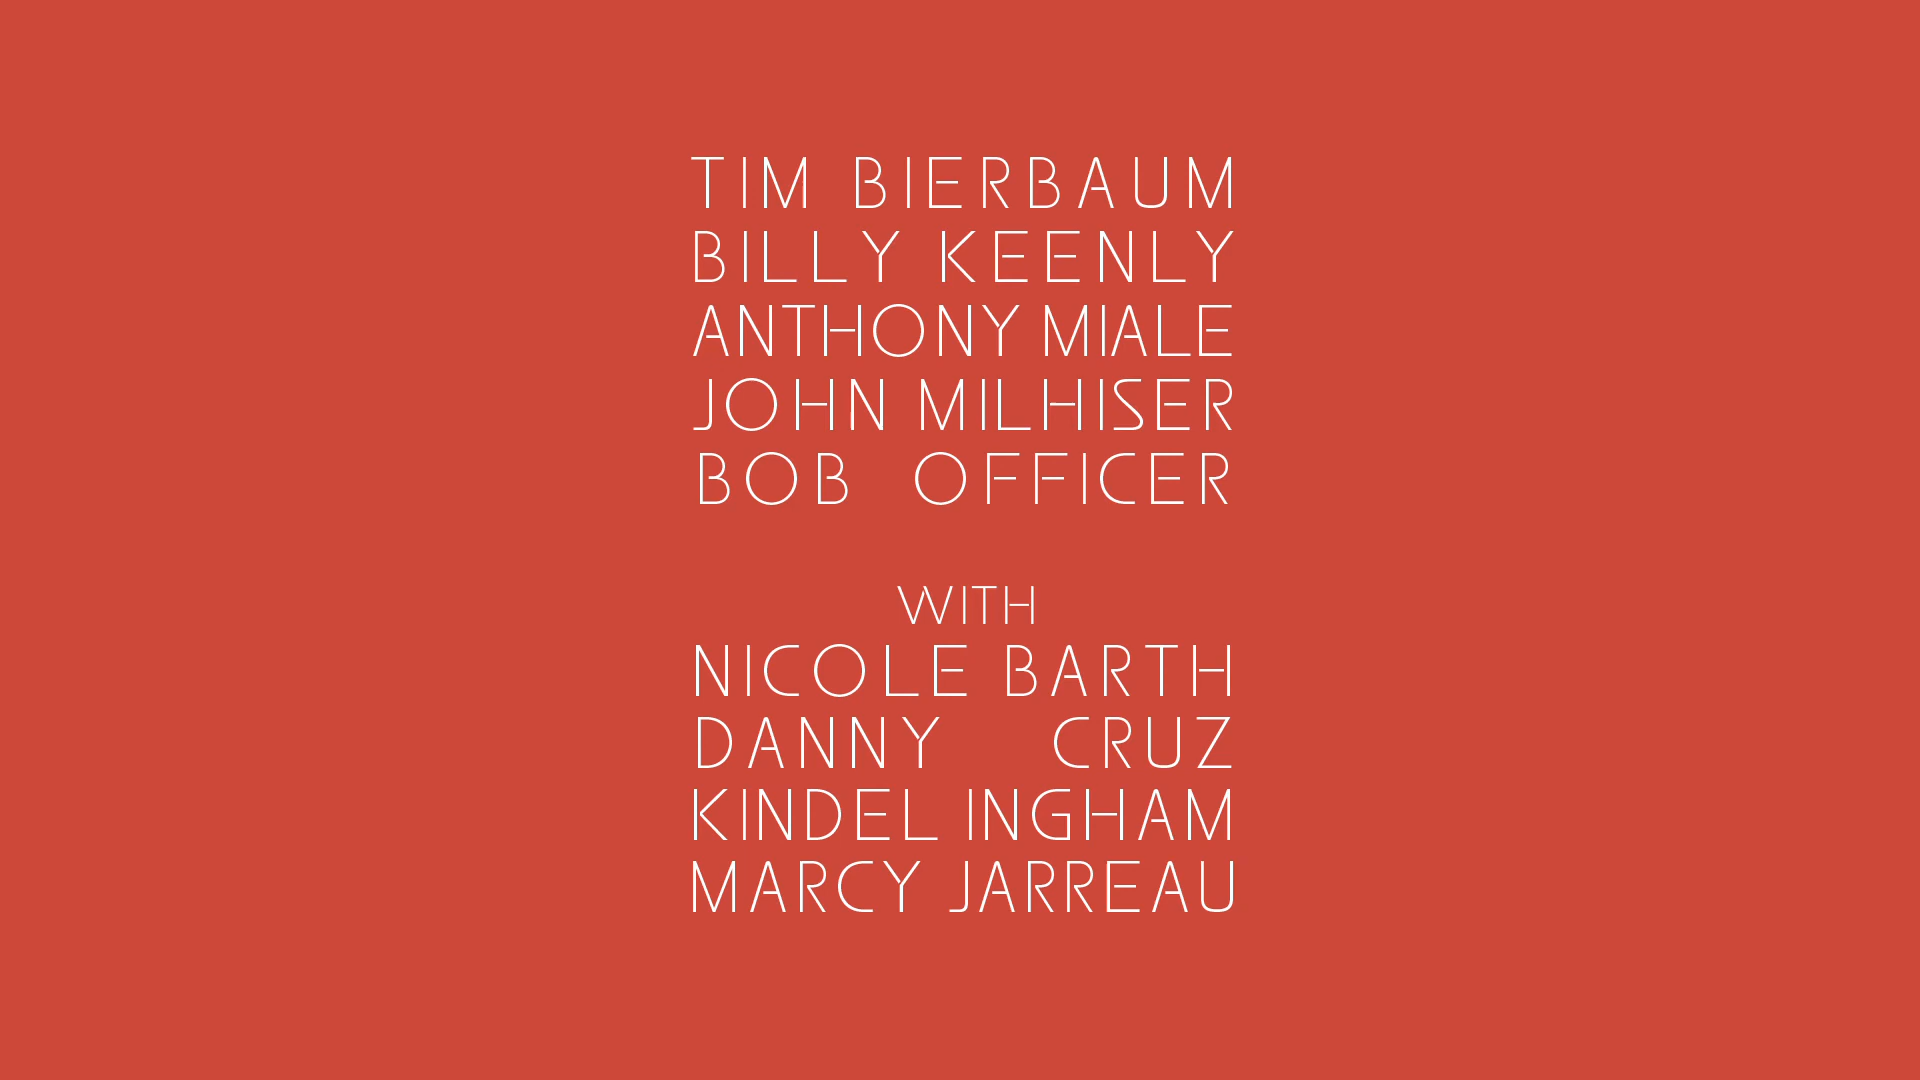 TIM BIERBAUM
BILLY KEENLY
ANTHONY MIALE
JOHN MILHISER
BOB OFFICER
WITH
NICOLE BARTH
DANNY CRUZ
KINDEL INGHAM
MARCY JARREAU